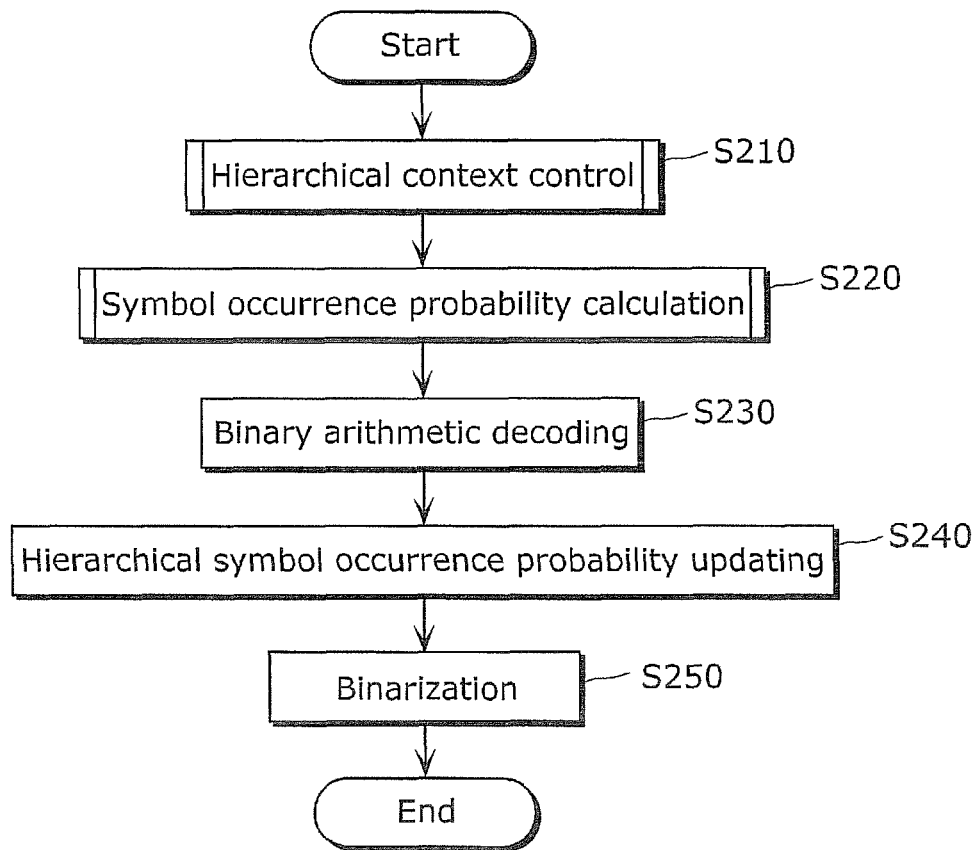 Start
Hierarchical context control
S210
Symbol occurrence probability calculation
S220
Binary arithmetic decoding
S230
Hierarchical symbol occurrence probability updating
S240
Binarization
S250
End